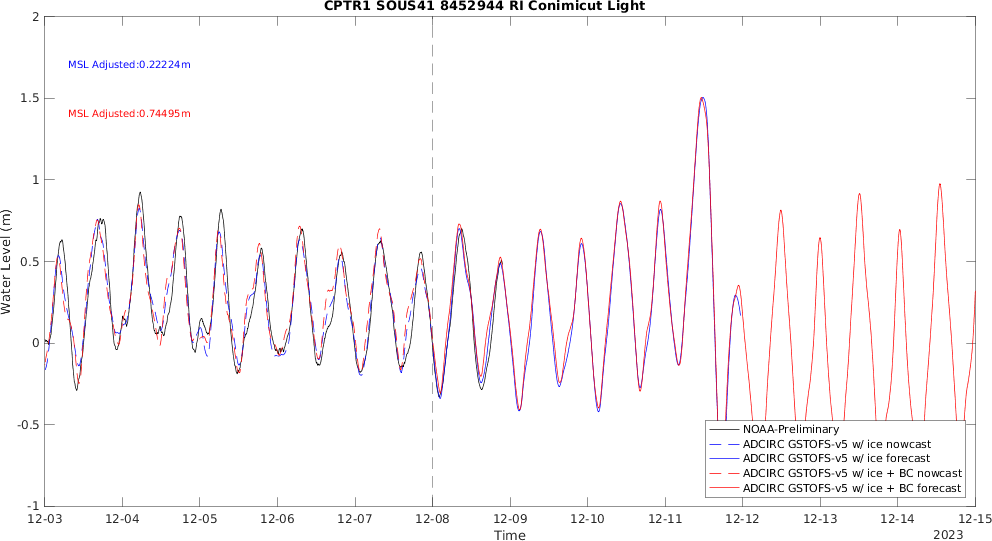 CPTR1 SOUS41 8452944 RI Conimicut Light
2
MSL Adjusted:0.22224m
1.5
MSL Adjusted:0.74495m
1
0.5
0
-0.5
-1
Water Level (m)
NOAA-Preliminary
ADCIRC GSTOFS-v5 w/ ice nowcast
ADCIRC GSTOFS-v5 w/ ice forecast
ADCIRC GSTOFS-v5 w/ ice + BC nowcast
ADCIRC GSTOFS-v5 w/ ice + BC forecast
12-03 12-04 12-05 12-06 12-07 12-08 12-09 12-10 12-11 12-12 12-13 12-14 12-15
Time
2023